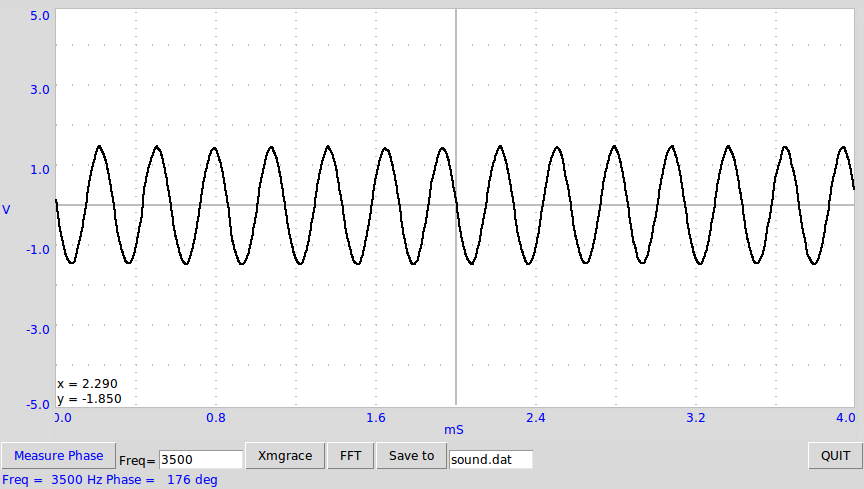 5.0
3.0
1.0
V
-1.0
-3.0
x = 2.290
y = -1.850
-5.0
0.0 0.8 1.6 2.4 3.2 4.0
mS
Measure Phase Freq= 3500 Xmgrace FFT Save to sound.dat QUIT
Freq = 3500 Hz Phase = 176 deg